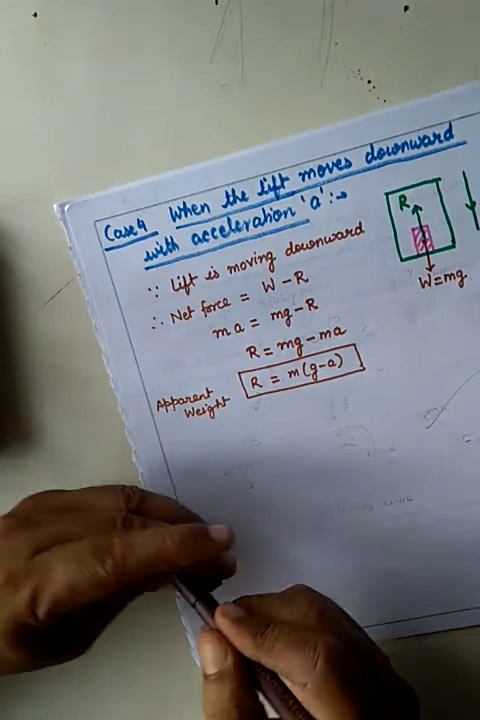 Case 4 When the lift moves downward
with acceleration 'a' :→
∵ Lift is moving downward
∴ Net force = W - R
ma = mg - R
R = mg - ma
Apparent Weight R = m(g-a)
R
W = mg